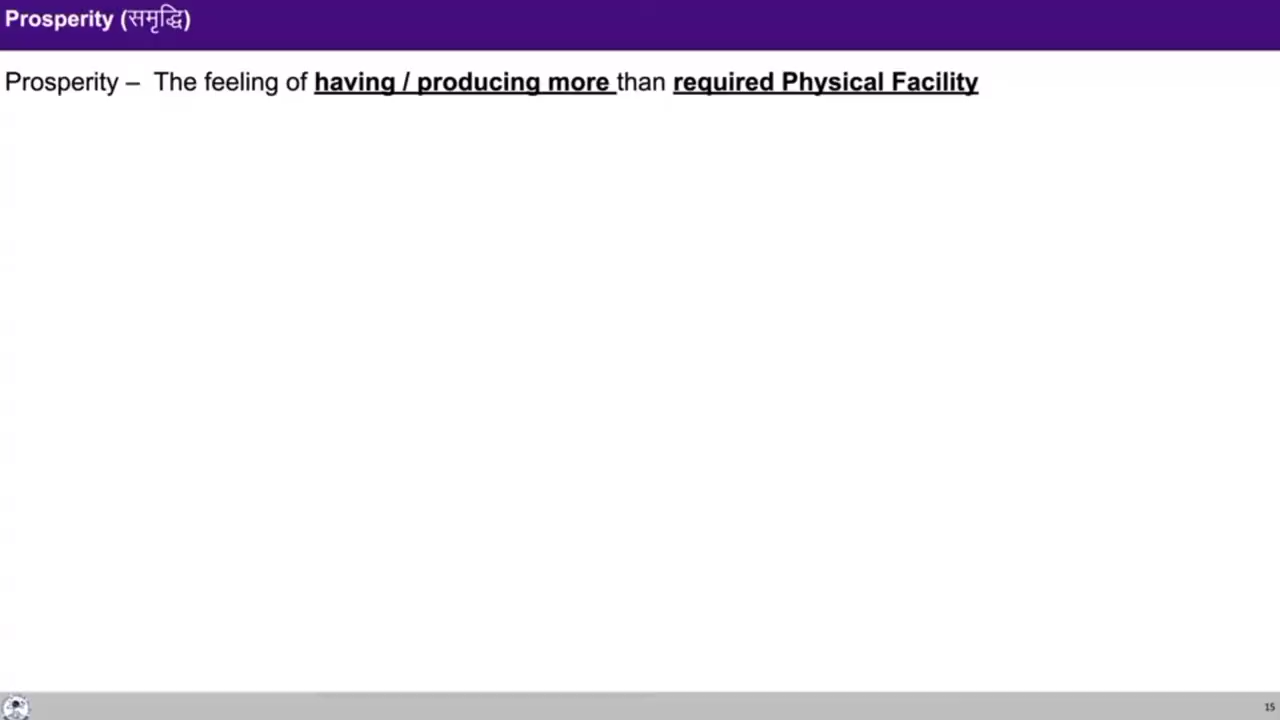 Prosperity (समृद्धि)
Prosperity – The feeling of having / producing more than required Physical Facility
15